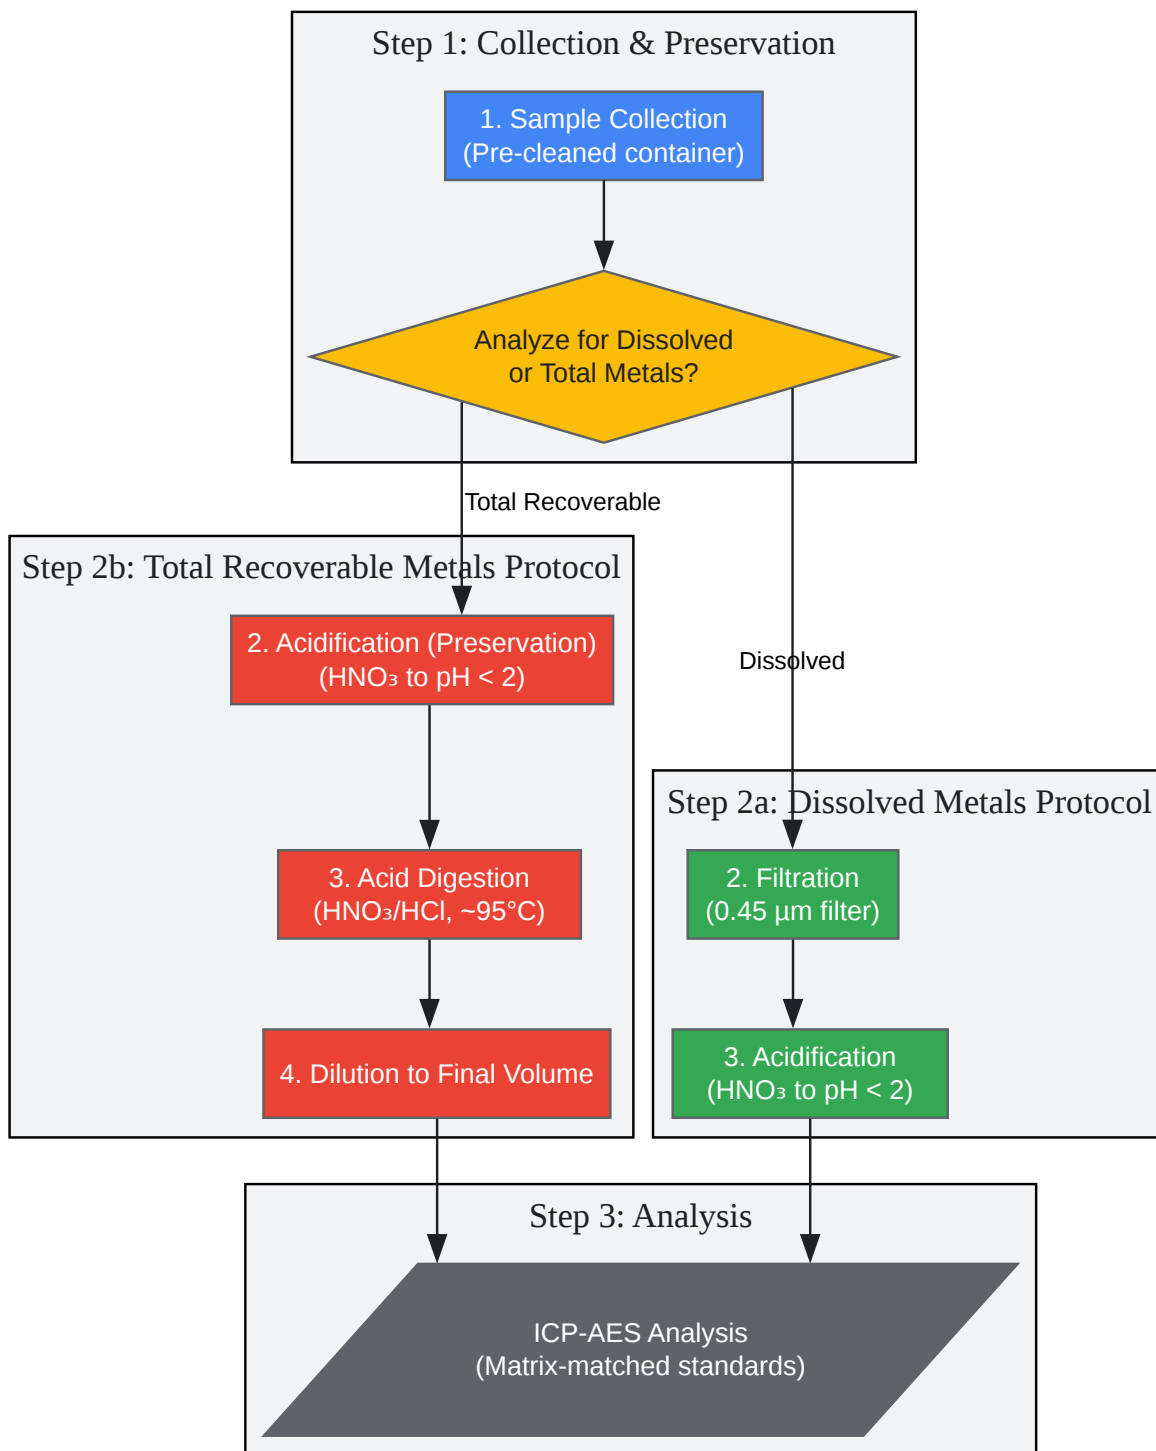 Step 1: Collection & Preservation
1. Sample Collection
(Pre-cleaned container)
Analyze for Dissolved
or Total Metals?
Total Recoverable
Step 2b: Total Recoverable Metals Protocol
2. Acidification (Preservation)
(HNO₃ to pH < 2)
3. Acid Digestion
(HNO₃/HCl, ~95°C)
4. Dilution to Final Volume
Dissolved
Step 2a: Dissolved Metals Protocol
2. Filtration
(0.45 µm filter)
3. Acidification
(HNO₃ to pH < 2)
Step 3: Analysis
ICP-AES Analysis
(Matrix-matched standards)